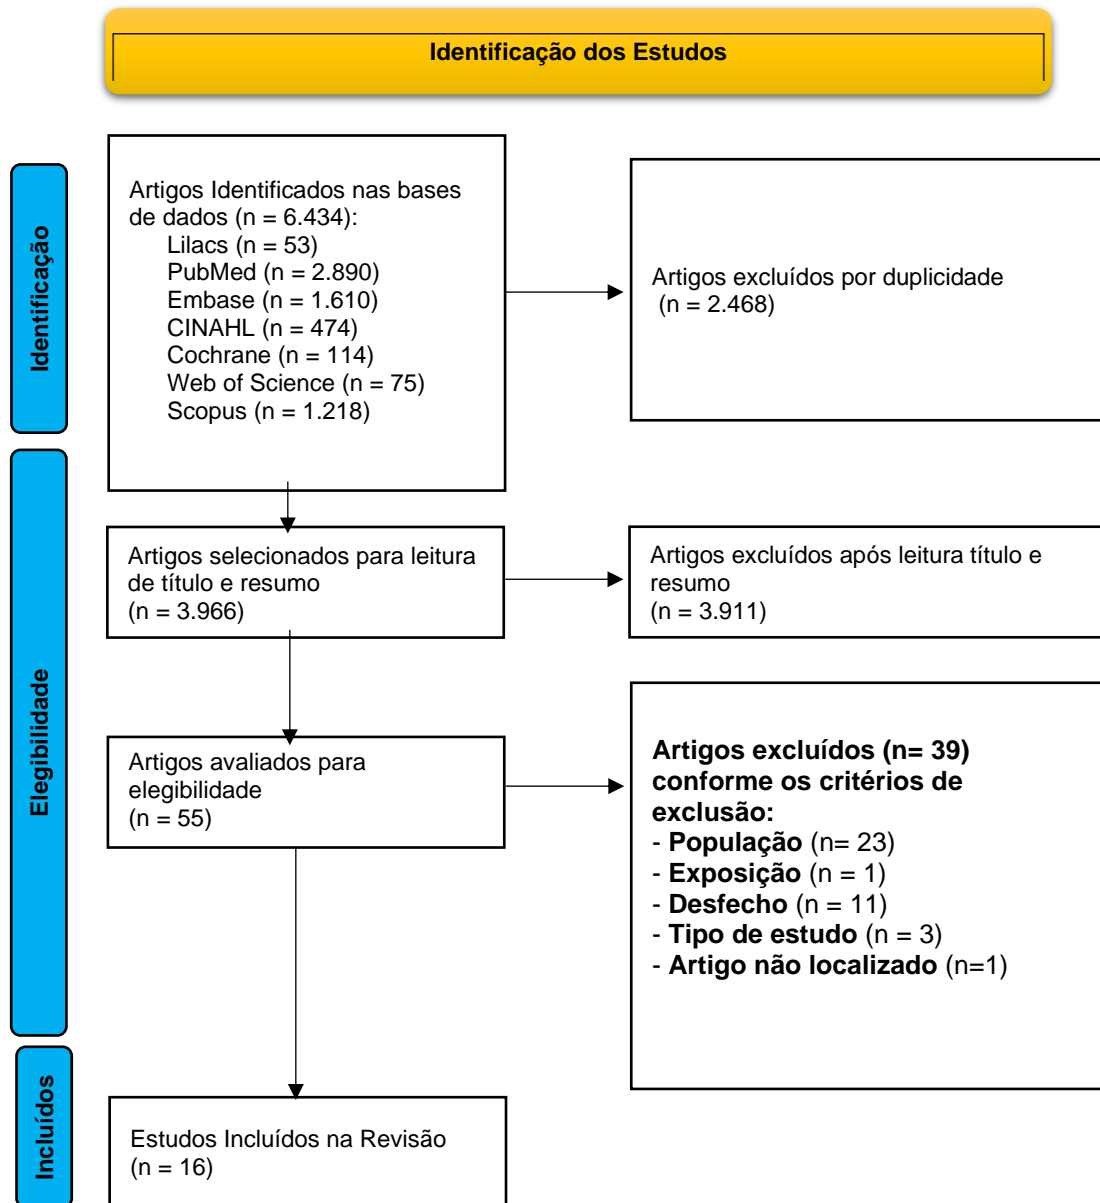 Identificação dos Estudos
Identificação
Artigos Identificados nas bases
de dados (n = 6.434):
Lilacs (n = 53)
PubMed (n = 2.890)
Embase (n = 1.610)
CINAHL (n = 474)
Cochrane (n = 114)
Web of Science (n = 75)
Scopus (n = 1.218)
Artigos excluídos por duplicidade
(n = 2.468)
Elegibilidade
Artigos selecionados para leitura
de título e resumo
(n = 3.966)
Artigos excluídos após leitura título e
resumo
(n = 3.911)
Artigos avaliados para
elegibilidade
(n = 55)
Artigos excluídos (n= 39)
conforme os critérios de
exclusão:
- População (n= 23)
- Exposição (n = 1)
- Desfecho (n = 11)
- Tipo de estudo (n = 3)
- Artigo não localizado (n=1)
Incluídos
Estudos Incluídos na Revisão
(n = 16)